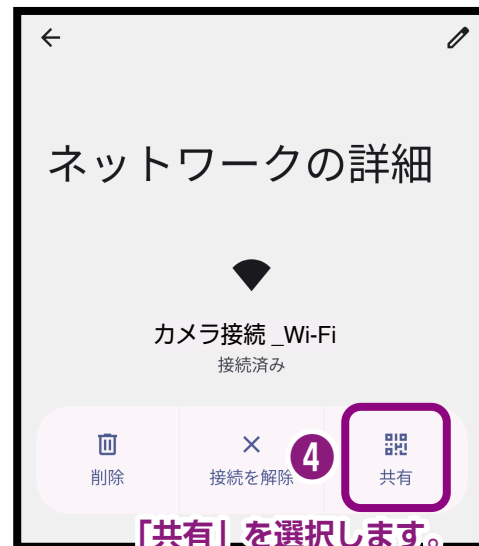 ネットワークの詳細
カメラ接続 _Wi-Fi
接続済み
削除
接続を解除
4
共有
「共有」を選択します。